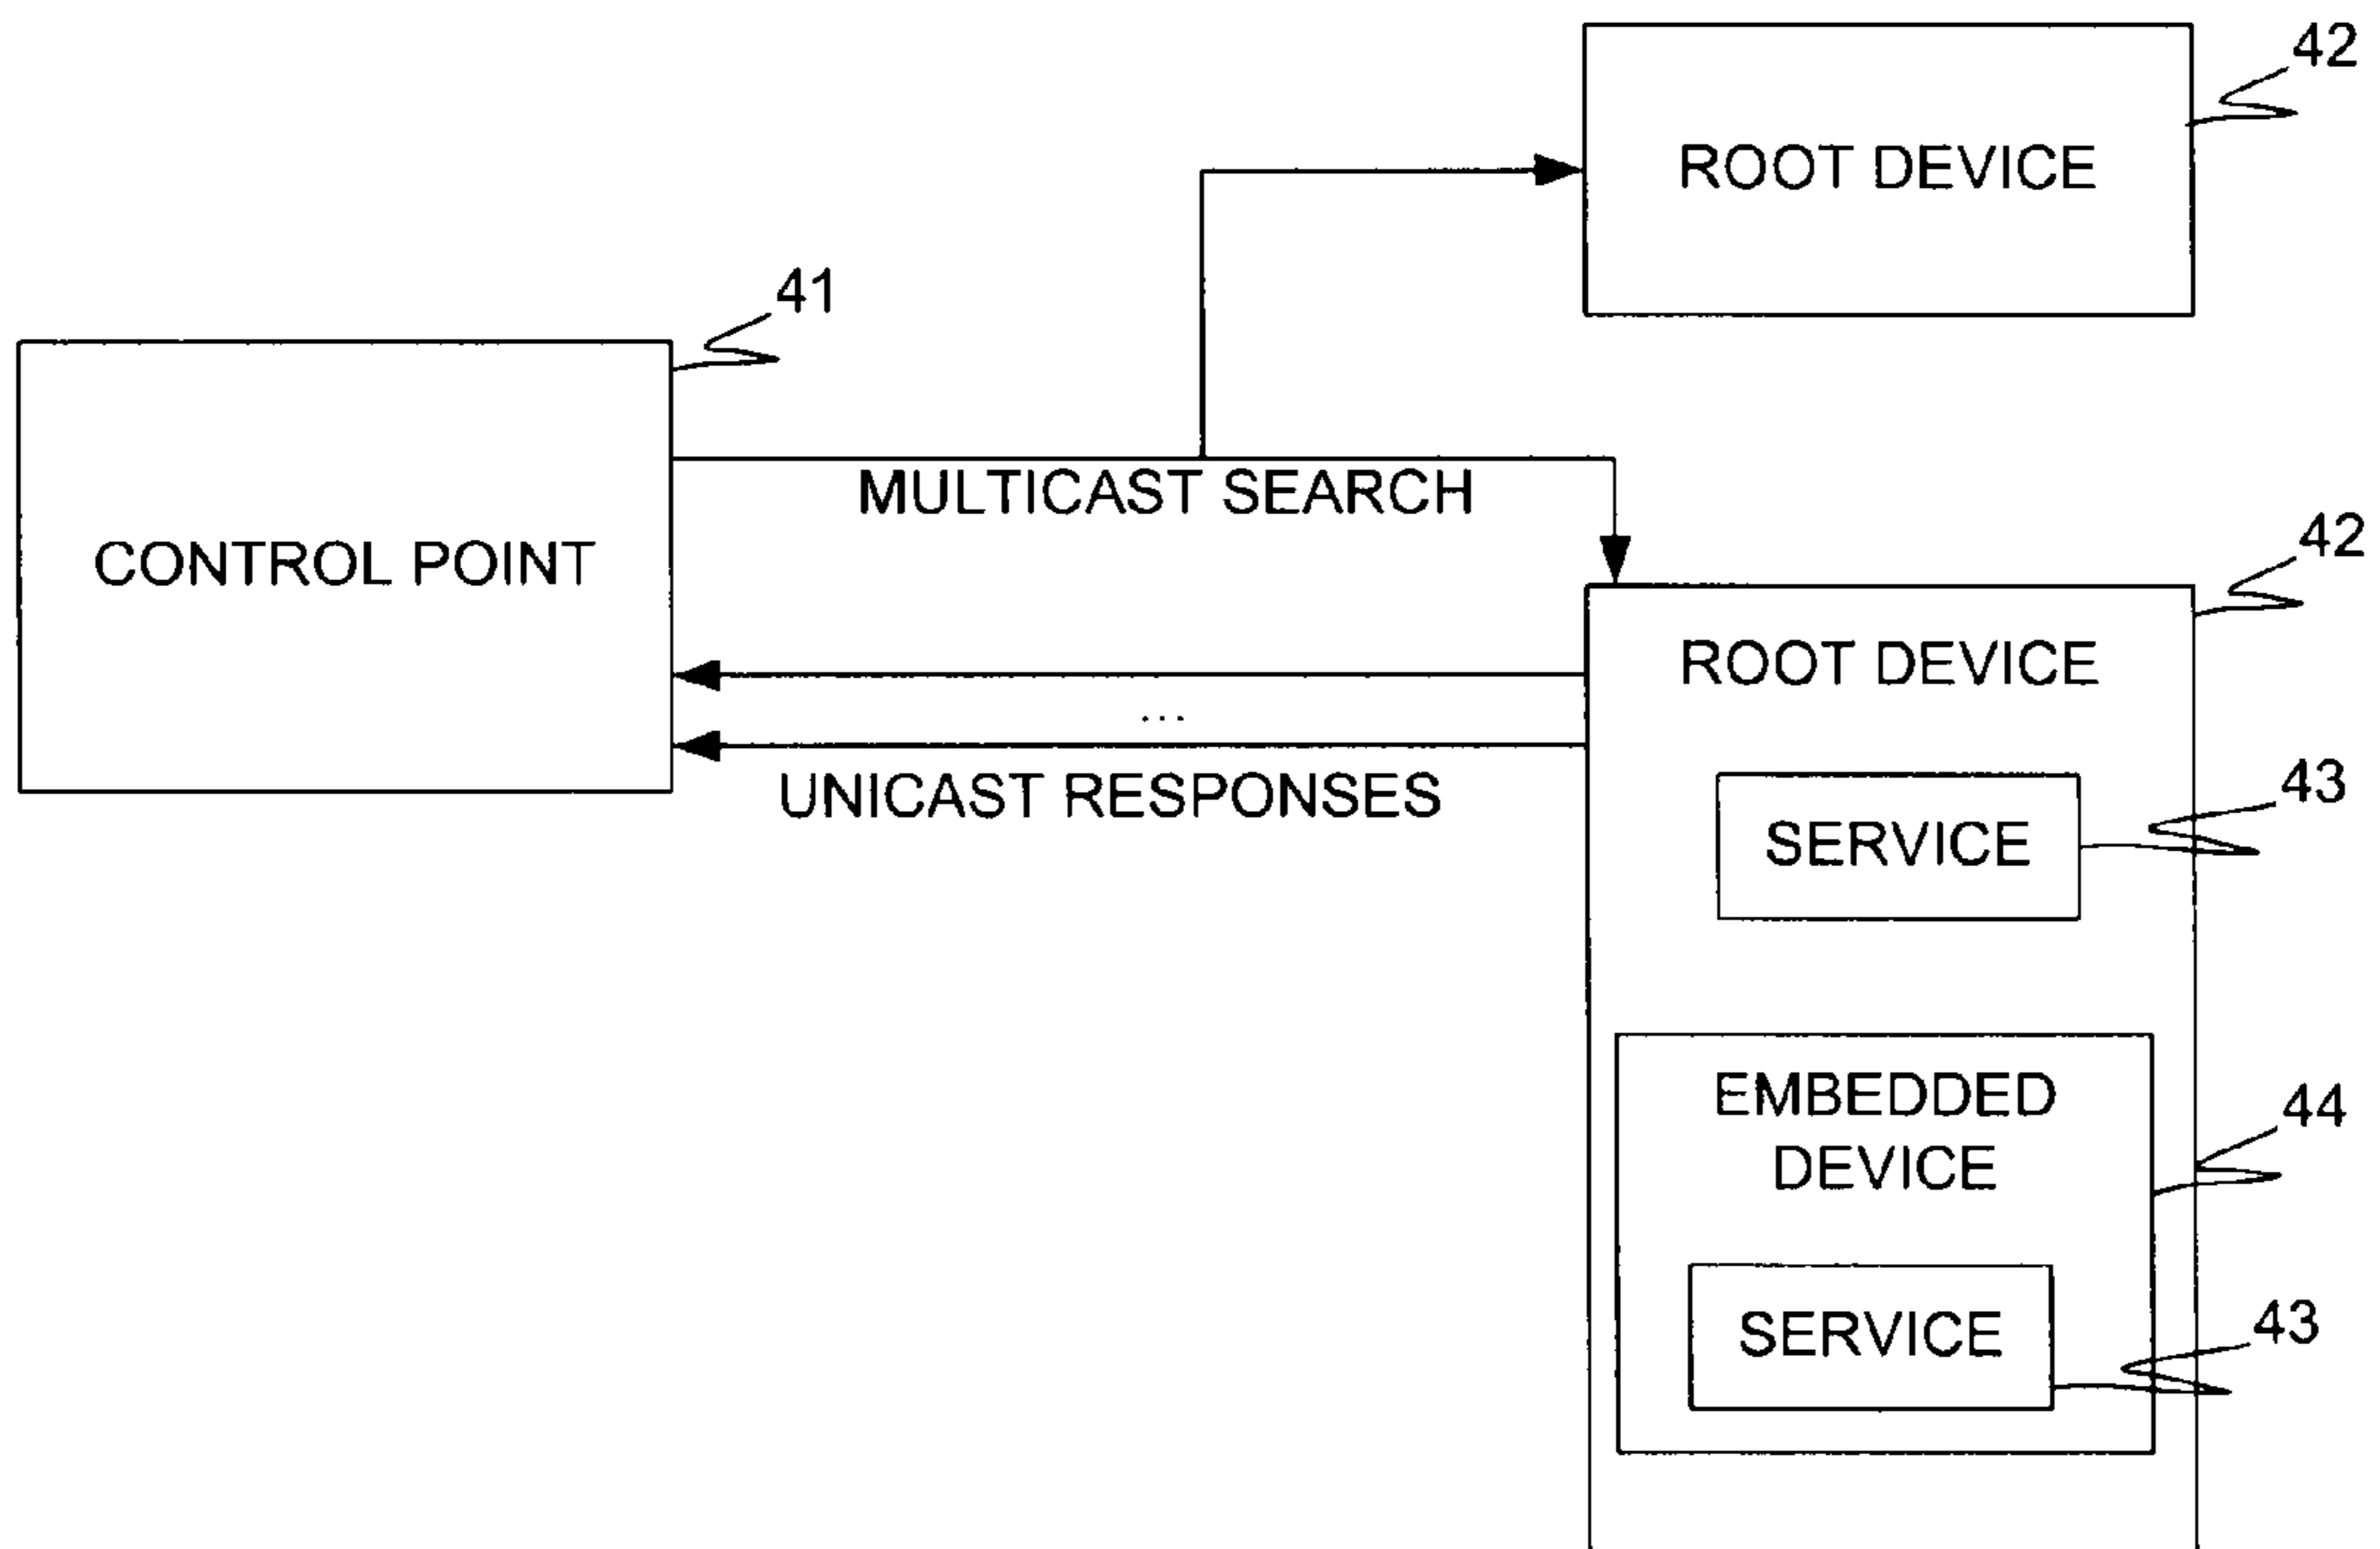 42
ROOT DEVICE
41
MULTICAST SEARCH
CONTROL POINT
42
ROOT DEVICE
...
UNICAST RESPONSES
43
SERVICE
EMBEDDED
DEVICE
44
SERVICE
43